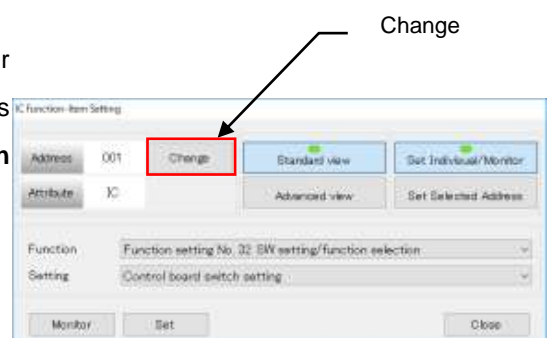 Change
r
s
n
IC Function-Item Setting
Address 001 Change Standard view Set Indivisual/Monitor
Attribute IC Advanced view Set Selected Address
Function Function setting No. 32 SW setting/function selection
Setting Control board switch setting
Monitor Set Close